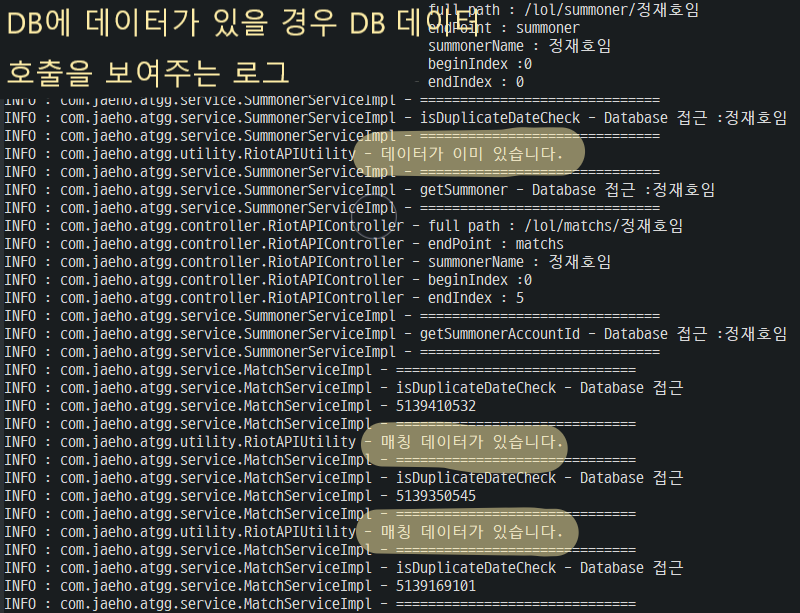 DB에 데이터가 있을 경우 DB 데이터
호출을 보여주는 로그
full path : /lol/summoner/정재호임
endPoint : summoner
summonerName : 정재호임
beginIndex :0
endIndex : 0
INFO : com.jaeho.atgg.service.SummonerServiceImpl - ==============================
INFO : com.jaeho.atgg.service.SummonerServiceImpl - isDuplicateDateCheck - Database 접근 :정재호임
INFO : com.jaeho.atgg.service.SummonerServiceImpl - ==============================
INFO : com.jaeho.atgg.utility.RiotAPIUtility - 데이터가 이미 있습니다.
INFO : com.jaeho.atgg.service.SummonerServiceImpl - ==============================
INFO : com.jaeho.atgg.service.SummonerServiceImpl - getSummoner - Database 접근 :정재호임
INFO : com.jaeho.atgg.service.SummonerServiceImpl - ==============================
INFO : com.jaeho.atgg.controller.RiotAPIController - full path : /lol/matchs/정재호임
INFO : com.jaeho.atgg.controller.RiotAPIController - endPoint : matchs
INFO : com.jaeho.atgg.controller.RiotAPIController - summonerName : 정재호임
INFO : com.jaeho.atgg.controller.RiotAPIController - beginIndex :0
INFO : com.jaeho.atgg.controller.RiotAPIController - endIndex : 5
INFO : com.jaeho.atgg.service.SummonerServiceImpl - ==============================
INFO : com.jaeho.atgg.service.SummonerServiceImpl - getSummonerAccountId - Database 접근 :정재호임
INFO : com.jaeho.atgg.service.SummonerServiceImpl - ==============================
INFO : com.jaeho.atgg.service.MatchServiceImpl - ==============================
INFO : com.jaeho.atgg.service.MatchServiceImpl - isDuplicateDateCheck - Database 접근
INFO : com.jaeho.atgg.service.MatchServiceImpl - 5139410532
INFO : com.jaeho.atgg.service.MatchServiceImpl - ==============================
INFO : com.jaeho.atgg.utility.RiotAPIUtility - 매칭 데이터가 있습니다.
INFO : com.jaeho.atgg.service.MatchServiceImpl - ==============================
INFO : com.jaeho.atgg.service.MatchServiceImpl - isDuplicateDateCheck - Database 접근
INFO : com.jaeho.atgg.service.MatchServiceImpl - 5139350545
INFO : com.jaeho.atgg.service.MatchServiceImpl - ==============================
INFO : com.jaeho.atgg.utility.RiotAPIUtility - 매칭 데이터가 있습니다.
INFO : com.jaeho.atgg.service.MatchServiceImpl - ==============================
INFO : com.jaeho.atgg.service.MatchServiceImpl - isDuplicateDateCheck - Database 접근
INFO : com.jaeho.atgg.service.MatchServiceImpl - 5139169101
INFO : com.jaeho.atgg.service.MatchServiceImpl - ==============================